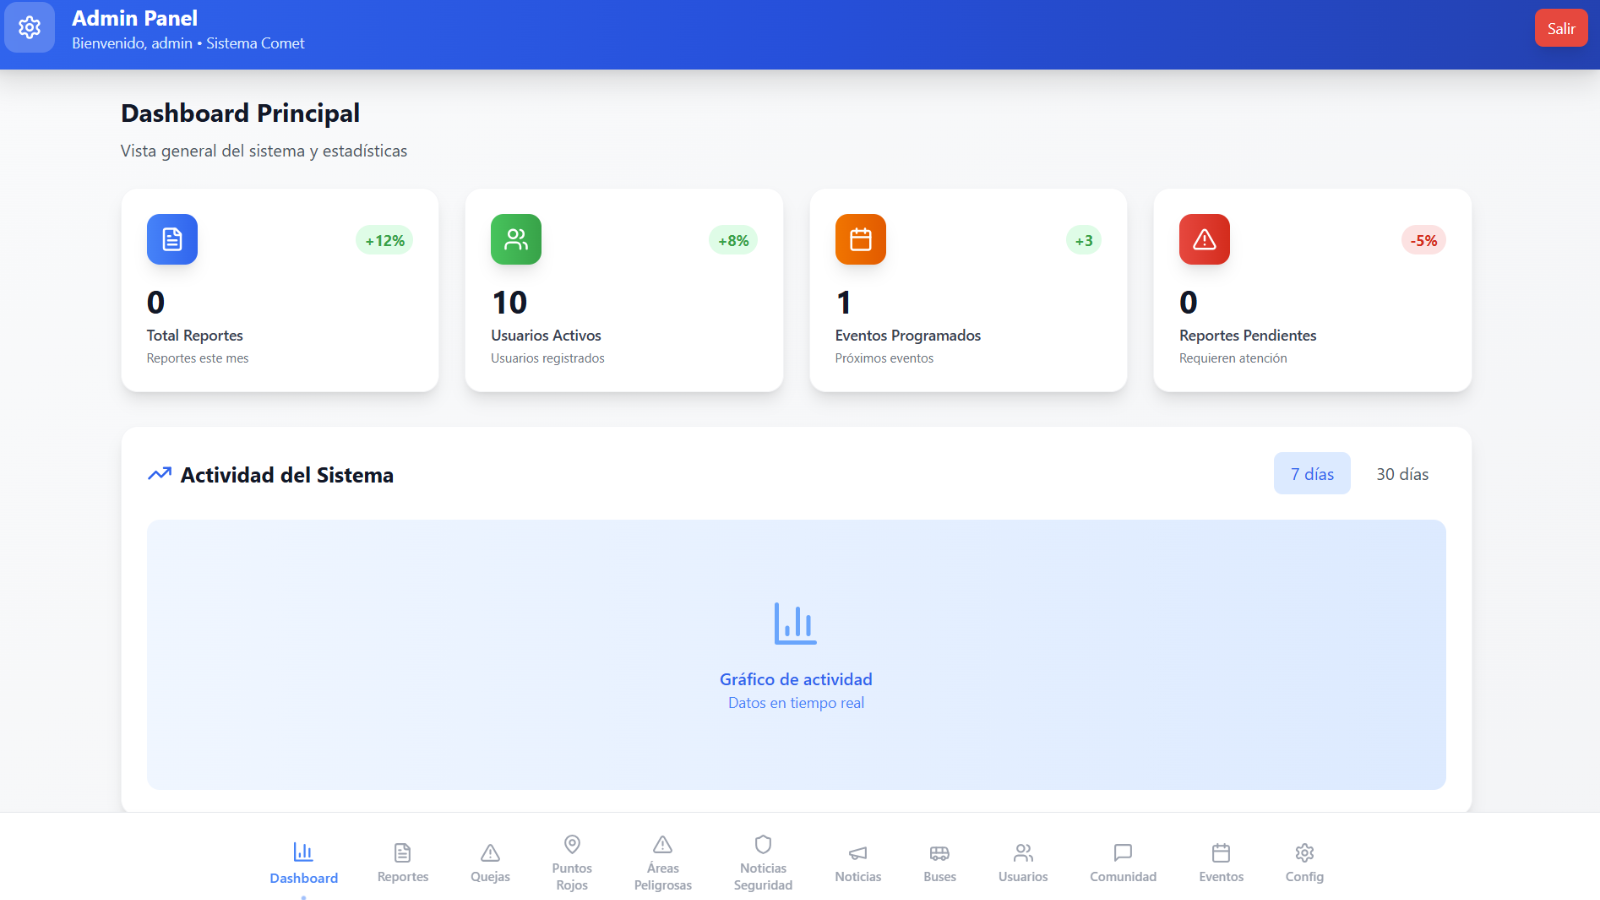 Admin Panel
Bienvenido, admin • Sistema Comet
Salir
Dashboard Principal
Vista general del sistema y estadísticas
+12%
0
Total Reportes
Reportes este mes
+8%
10
Usuarios Activos
Usuarios registrados
+3
1
Eventos Programados
Próximos eventos
-5%
0
Reportes Pendientes
Requieren atención
Actividad del Sistema
7 días
30 días
Gráfico de actividad
Datos en tiempo real
Dashboard
Reportes
Quejas
Puntos
Rojos
Áreas
Peligrosas
Noticias
Seguridad
Noticias
Buses
Usuarios
Comunidad
Eventos
Config